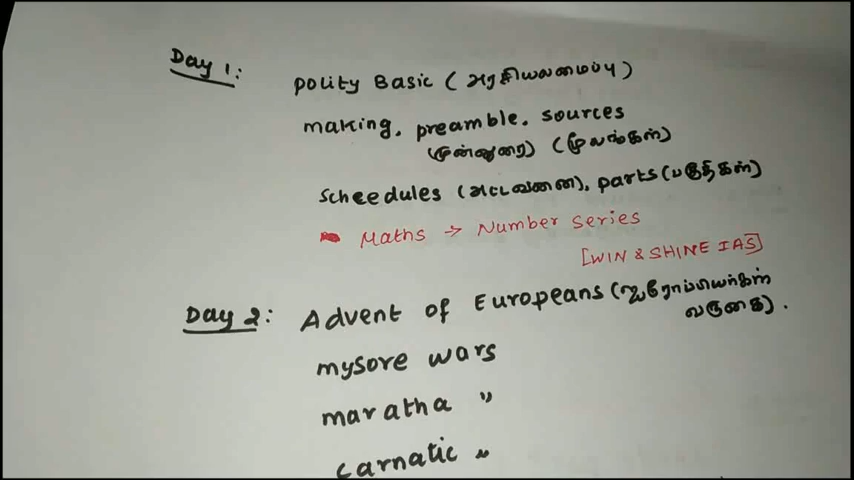 Day 1:
Polity Basic (அரசியலமைப்பு)
making, preamble, sources
(முன்னுரை) (மூலங்கள்)
scheedules (அட்டவணை), parts (பகுதிகள்)
Maths → Number series
[WIN & SHINE IAS]
Day 2: Advent of Europeans (ஐரோப்பியர்கள்
வருகை).
mysore wars
maratha "
carnatic "